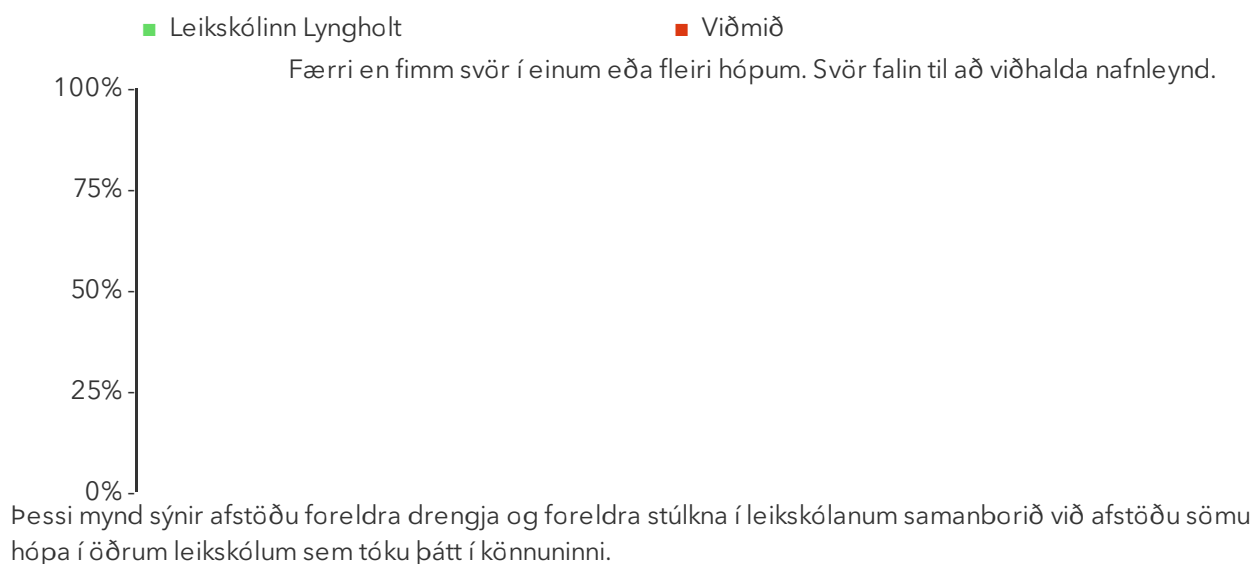 Leikskólinn Lyngholt Viðmið
Færri en fimm svör í einum eða fleiri hópum. Svör falin til að viðhalda nafnleynd.
100%
75%
50%
25%
0%
Þessi mynd sýnir afstöðu foreldra drengja og foreldra stúlkna í leikskólanum samanborið við afstöðu sömu
hópa í öðrum leikskólum sem tóku þátt í könnuninni.